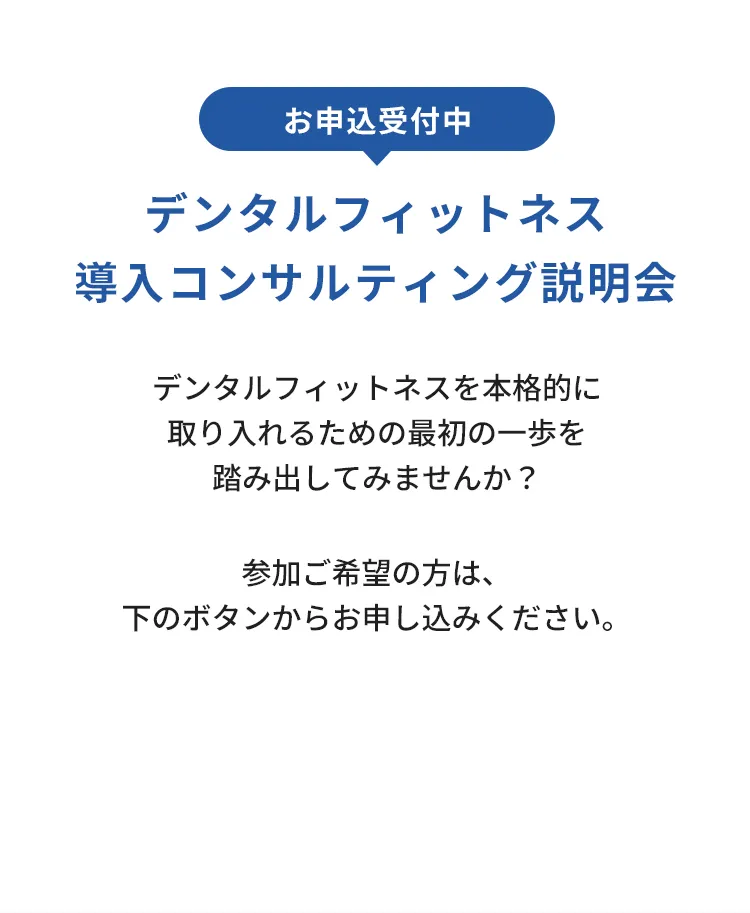 お申込受付中
デンタルフィットネス
導入コンサルティング説明会
デンタルフィットネスを本格的に
取り入れるための最初の一歩を
踏み出してみませんか？
参加ご希望の方は、
下のボタンからお申し込みください。